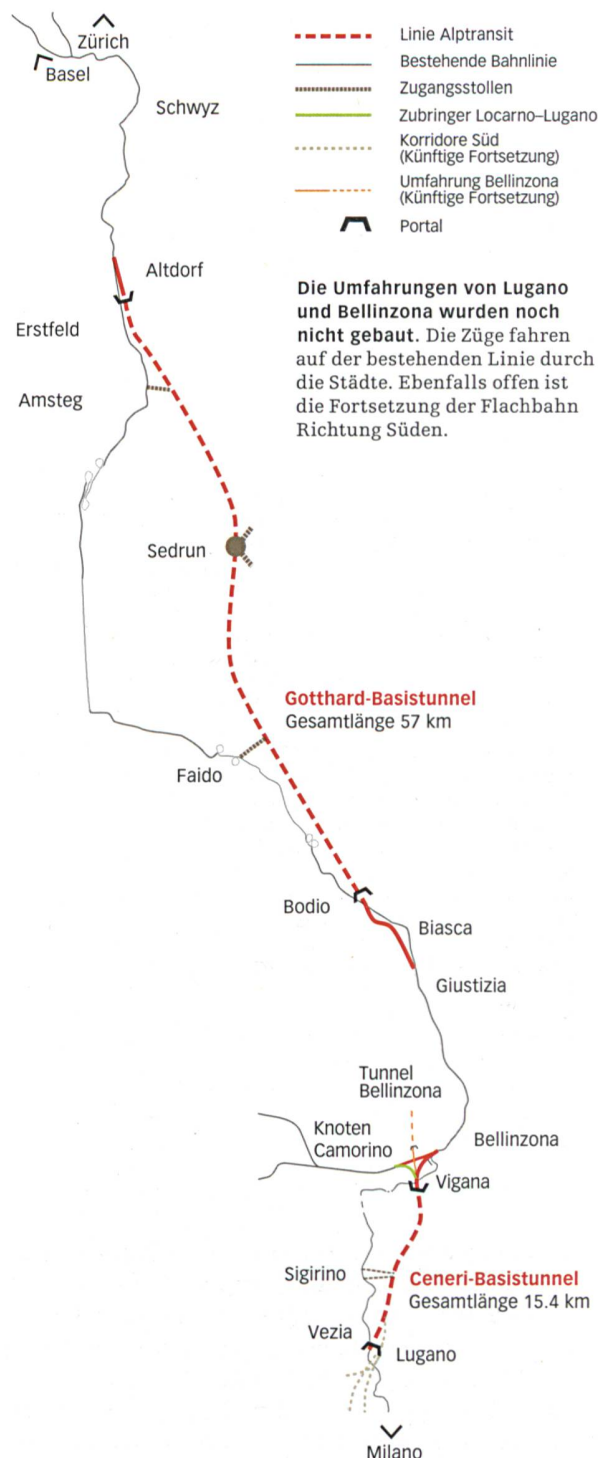 Zürich
Basel
Schwyz
Linie Alptransit
Bestehende Bahnlinie
Zugangsstollen
Zubringer Locarno–Lugano
Korridore Süd
(Künftige Fortsetzung)
Umfahrung Bellinzona
(Künftige Fortsetzung)
Portal
Die Umfahrungen von Lugano
und Bellinzona wurden noch
nicht gebaut. Die Züge fahren
auf der bestehenden Linie durch
die Städte. Ebenfalls offen ist
die Fortsetzung der Flachbahn
Richtung Süden.
Altdorf
Erstfeld
Amsteg
Sedrun
Gotthard-Basistunnel
Gesamtlänge 57 km
Faido
Bodio
Biasca
Giustizia
Tunnel
Bellinzona
Knoten
Camorino
Bellinzona
Vigana
Sigirino
Ceneri-Basistunnel
Gesamtlänge 15.4 km
Vezia
Lugano
Milano